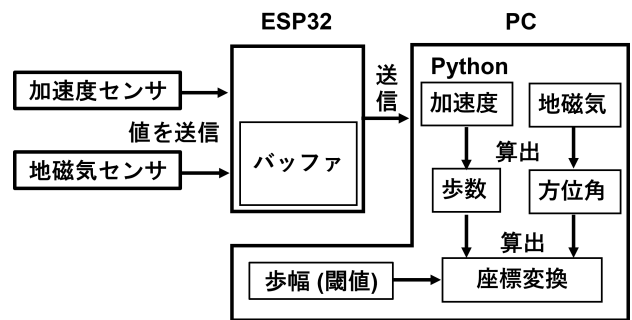 ESP32
PC
加速度センサ
値を送信
地磁気センサ
バッファ
送信
Python
加速度
地磁気
算出
歩数
方位角
算出
歩幅 (閾値)
座標変換